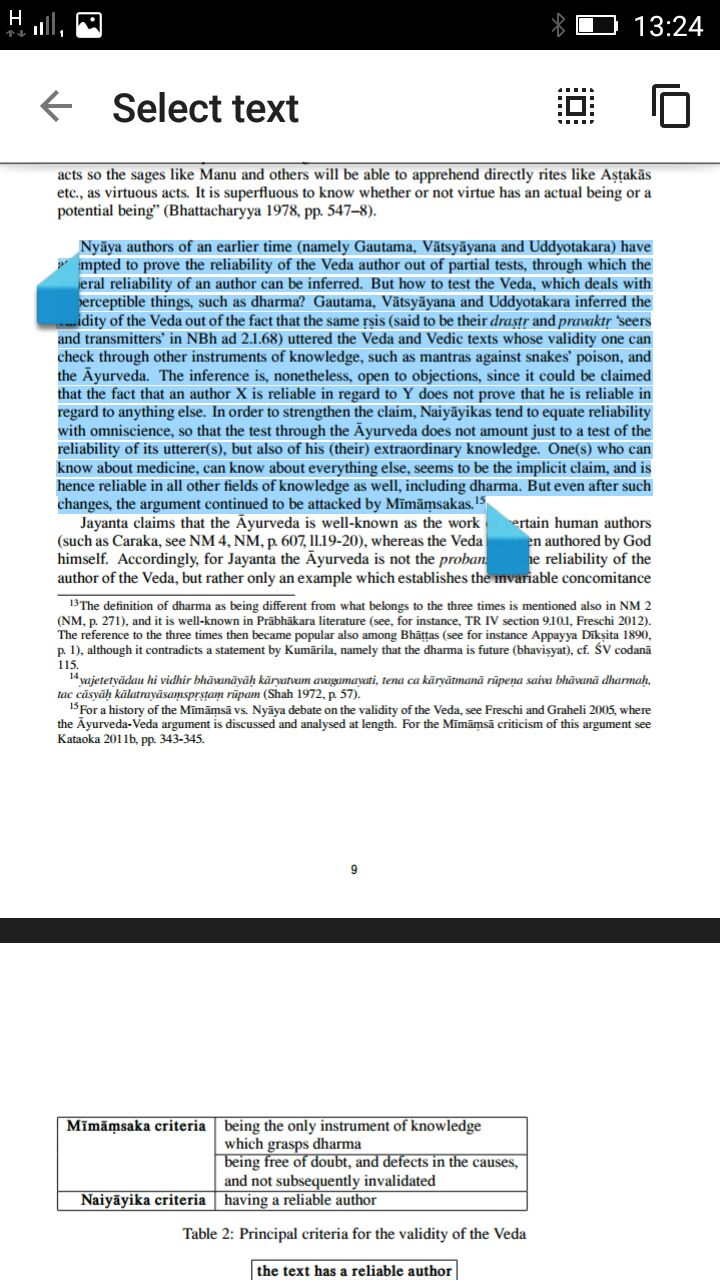 H
13:24
Select text
acts so the sages like Manu and others will be able to apprehend directly rites like Aṣṭakās
etc., as virtuous acts. It is superfluous to know whether or not virtue has an actual being or a
potential being” (Bhattacharyya 1978, pp. 547–8).
Nyāya authors of an earlier time (namely Gautama, Vātsyāyana and Uddyotakara) have
mpted to prove the reliability of the Veda author out of partial tests, through which the
eral reliability of an author can be inferred. But how to test the Veda, which deals with
perceptible things, such as dharma? Gautama, Vātsyāyana and Uddyotakara inferred the
idity of the Veda out of the fact that the same ṛṣis (said to be their draṣṭṛ and pravaktṛ ‘seers
and transmitters’ in NBh ad 2.1.68) uttered the Veda and Vedic texts whose validity one can
check through other instruments of knowledge, such as mantras against snakes’ poison, and
the Āyurveda. The inference is, nonetheless, open to objections, since it could be claimed
that the fact that an author X is reliable in regard to Y does not prove that he is reliable in
regard to anything else. In order to strengthen the claim, Naiyāyikas tend to equate reliability
with omniscience, so that the test through the Āyurveda does not amount just to a test of the
reliability of its utterer(s), but also of his (their) extraordinary knowledge. One(s) who can
know about medicine, can know about everything else, seems to be the implicit claim, and is
hence reliable in all other fields of knowledge as well, including dharma. But even after such
changes, the argument continued to be attacked by Mīmāṃsakas.15
Jayanta claims that the Āyurveda is well-known as the work ertain human authors
(such as Caraka, see NM 4, NM, p. 607, ll.19-20), whereas the Veda en authored by God
himself. Accordingly, for Jayanta the Āyurveda is not the proban he reliability of the
author of the Veda, but rather only an example which establishes the invariable concomitance
13The definition of dharma as being different from what belongs to the three times is mentioned also in NM 2
(NM, p. 271), and it is well-known in Prābhākara literature (see, for instance, TR IV section 9.10.1, Freschi 2012).
The reference to the three times then became popular also among Bhāṭṭas (see for instance Appayya Dīkṣita 1890,
p. 1), although it contradicts a statement by Kumārila, namely that the dharma is future (bhaviṣyat), cf. ŚV codanā
115.
14yajetetyādau hi vidhir bhāvanāyāḥ kāryatvam avagamayati, tena ca kāryātmanā rūpeṇa saiva bhāvanā dharmaḥ,
tac cāsyāḥ kālatrayāsaṃspṛṣṭaṃ rūpam (Shah 1972, p. 57).
15For a history of the Mīmāṃsā vs. Nyāya debate on the validity of the Veda, see Freschi and Graheli 2005, where
the Āyurveda-Veda argument is discussed and analysed at length. For the Mīmāṃsā criticism of this argument see
Kataoka 2011b, pp. 343-345.
9
Mīmāṃsaka criteria being the only instrument of knowledge
which grasps dharma
being free of doubt, and defects in the causes,
and not subsequently invalidated
Naiyāyika criteria having a reliable author
Table 2: Principal criteria for the validity of the Veda
the text has a reliable author